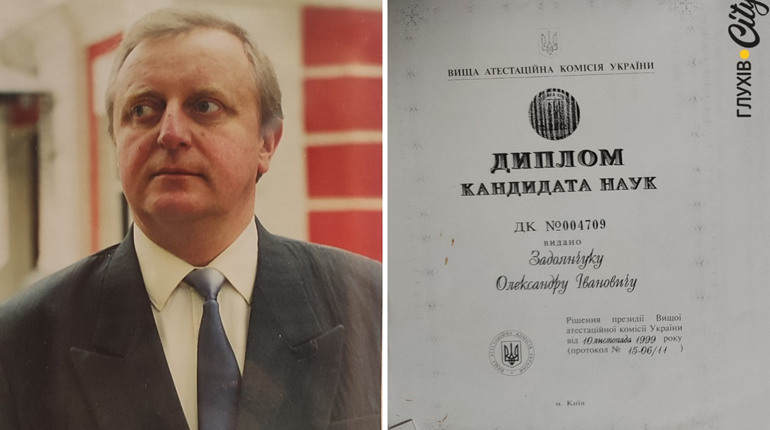 ГЛУХІВ City
ВИЩА АТЕСТАЦІЙНА КОМІСІЯ УКРАЇНИ
ДИПЛОМ
КАНДИДАТА НАУК
ДК №004709
видано
Задоянчуку
Олександру Івановичу
Рішення президії Вищої
атестаційної комісії України
від 10 листопада 1999 року
(протокол № 15-06/11 )
м. Київ